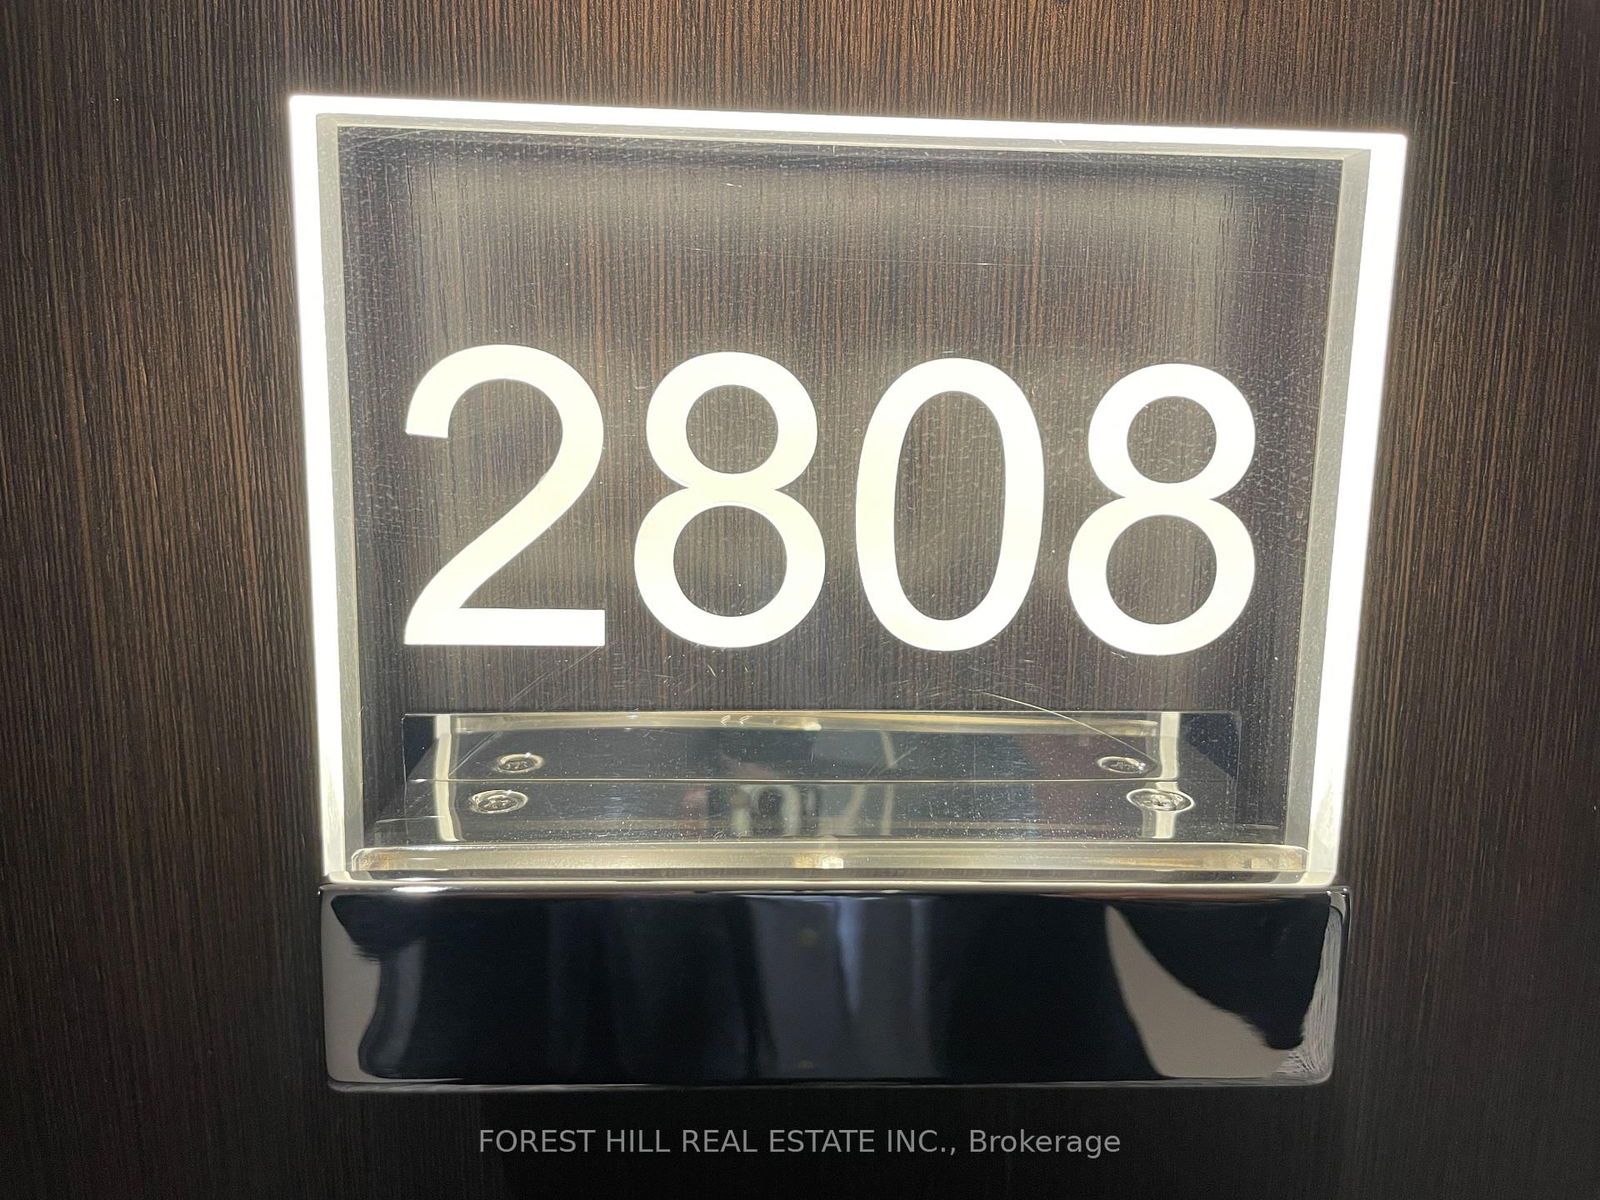 2808
FOREST HILL REAL ESTATE INC., Brokerage